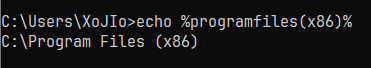 C:\Users\XoJIo>echo %programfiles(x86)%
C:\Program Files (x86)